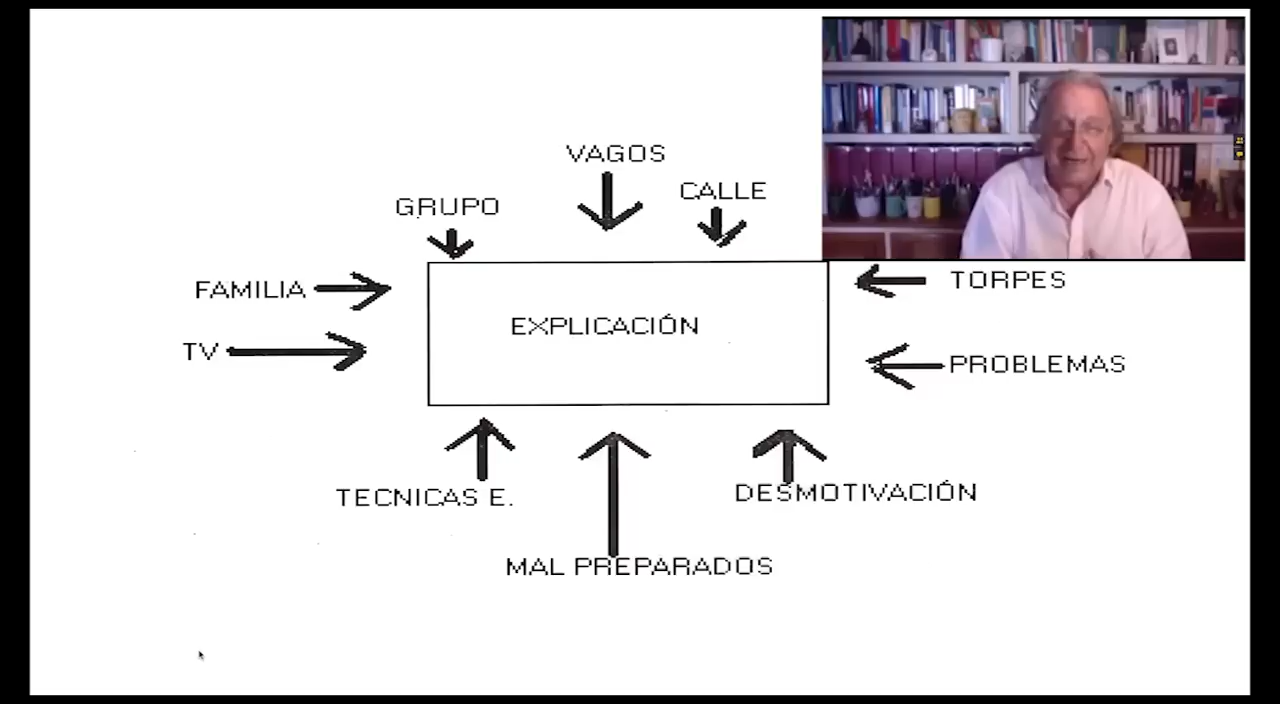 VAGOS
CALLE
GRUPO
TORPES
FAMILIA
EXPLICACIÓN
TV
PROBLEMAS
TECNICAS E.
DESMOTIVACIÓN
MAL PREPARADOS